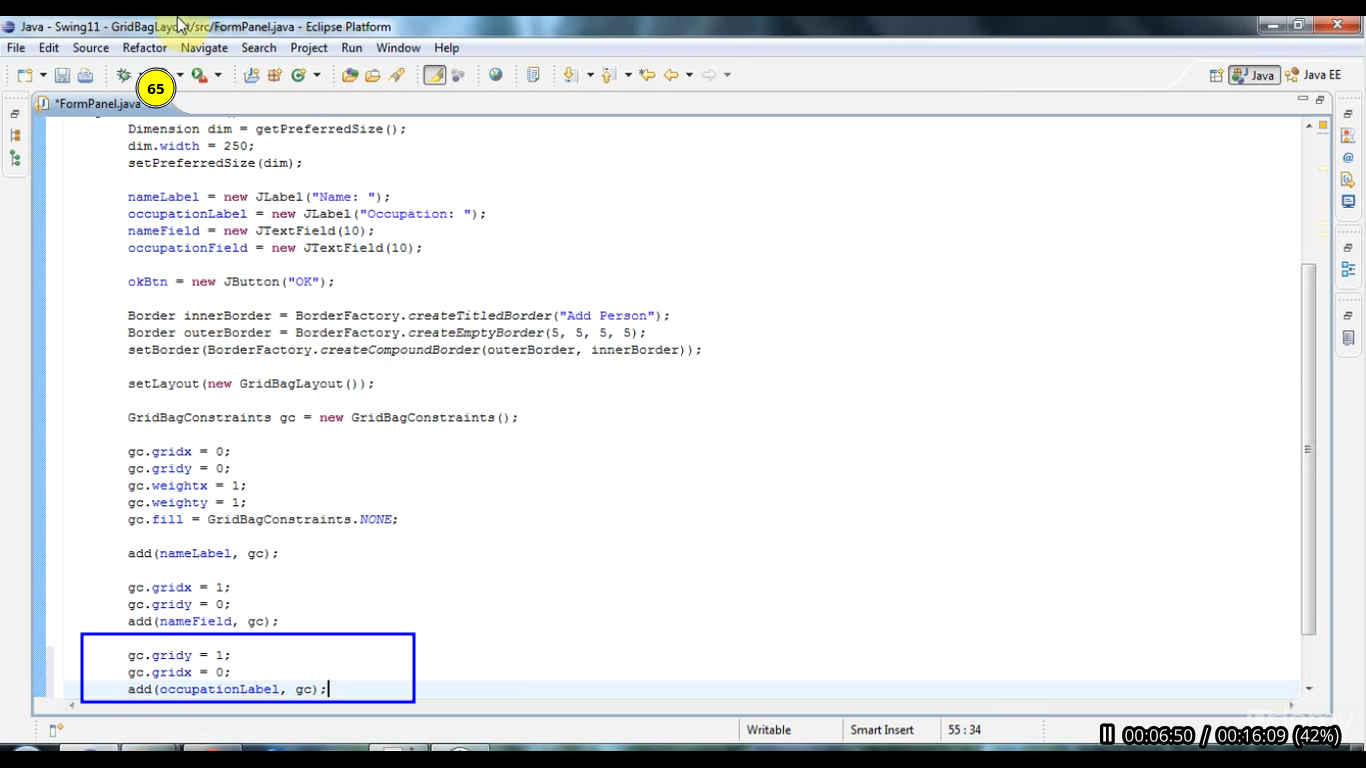 Java - Swing11 - GridBagLayout/src/FormPanel.java - Eclipse Platform
File Edit Source Refactor Navigate Search Project Run Window Help
65
Java
Java EE
*FormPanel.java
Dimension dim = getPreferredSize();
dim.width = 250;
setPreferredSize(dim);
nameLabel = new JLabel("Name: ");
occupationLabel = new JLabel("Occupation: ");
nameField = new JTextField(10);
occupationField = new JTextField(10);
okBtn = new JButton("OK");
Border innerBorder = BorderFactory.createTitledBorder("Add Person");
Border outerBorder = BorderFactory.createEmptyBorder(5, 5, 5, 5);
setBorder(BorderFactory.createCompoundBorder(outerBorder, innerBorder));
setLayout(new GridBagLayout());
GridBagConstraints gc = new GridBagConstraints();
gc.gridx = 0;
gc.gridy = 0;
gc.weightx = 1;
gc.weighty = 1;
gc.fill = GridBagConstraints.NONE;
add(nameLabel, gc);
gc.gridx = 1;
gc.gridy = 0;
add(nameField, gc);
gc.gridy = 1;
gc.gridx = 0;
add(occupationLabel, gc);
Writable
Smart Insert
55 : 34
00:06:50 / 00:16:09 (42%)